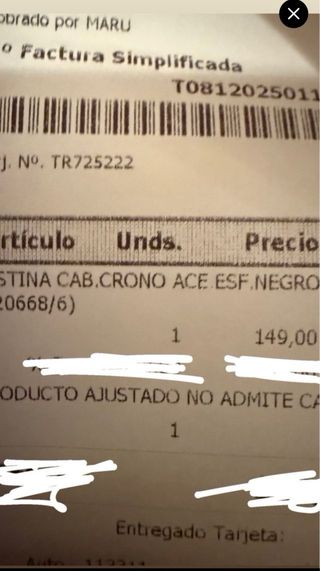 obrado por MARU
º Factura Simplificada
T0812025011
j. Nº. TR725222
rtículo Unds. Precio
STINA CAB.CRONO ACE.ESF.NEGRO
20668/6)
1 149,00
ODUCTO AJUSTADO NO ADMITE CA
1
Entregado Tarjeta: